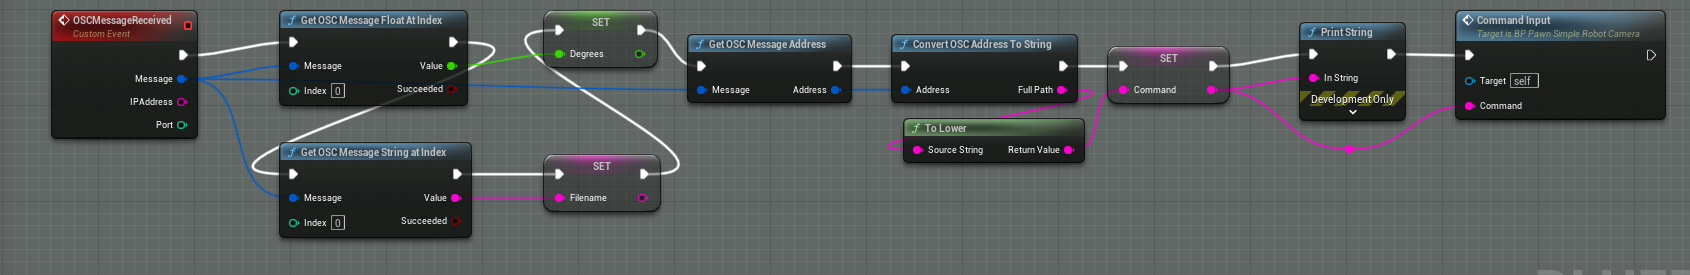 OSCMessageReceived
Custom Event
Message
IPAddress
Port
Get OSC Message Float At Index
Message
Value
Index 0
Succeeded
Get OSC Message String at Index
Message
Value
Index 0
Succeeded
SET
Degrees
SET
Filename
Get OSC Message Address
Message
Address
Convert OSC Address To String
Address
Full Path
To Lower
Source String
Return Value
SET
Command
Print String
In String
Development Only
Command Input
Target is BP Pawn Simple Robot Camera
Target self
Command